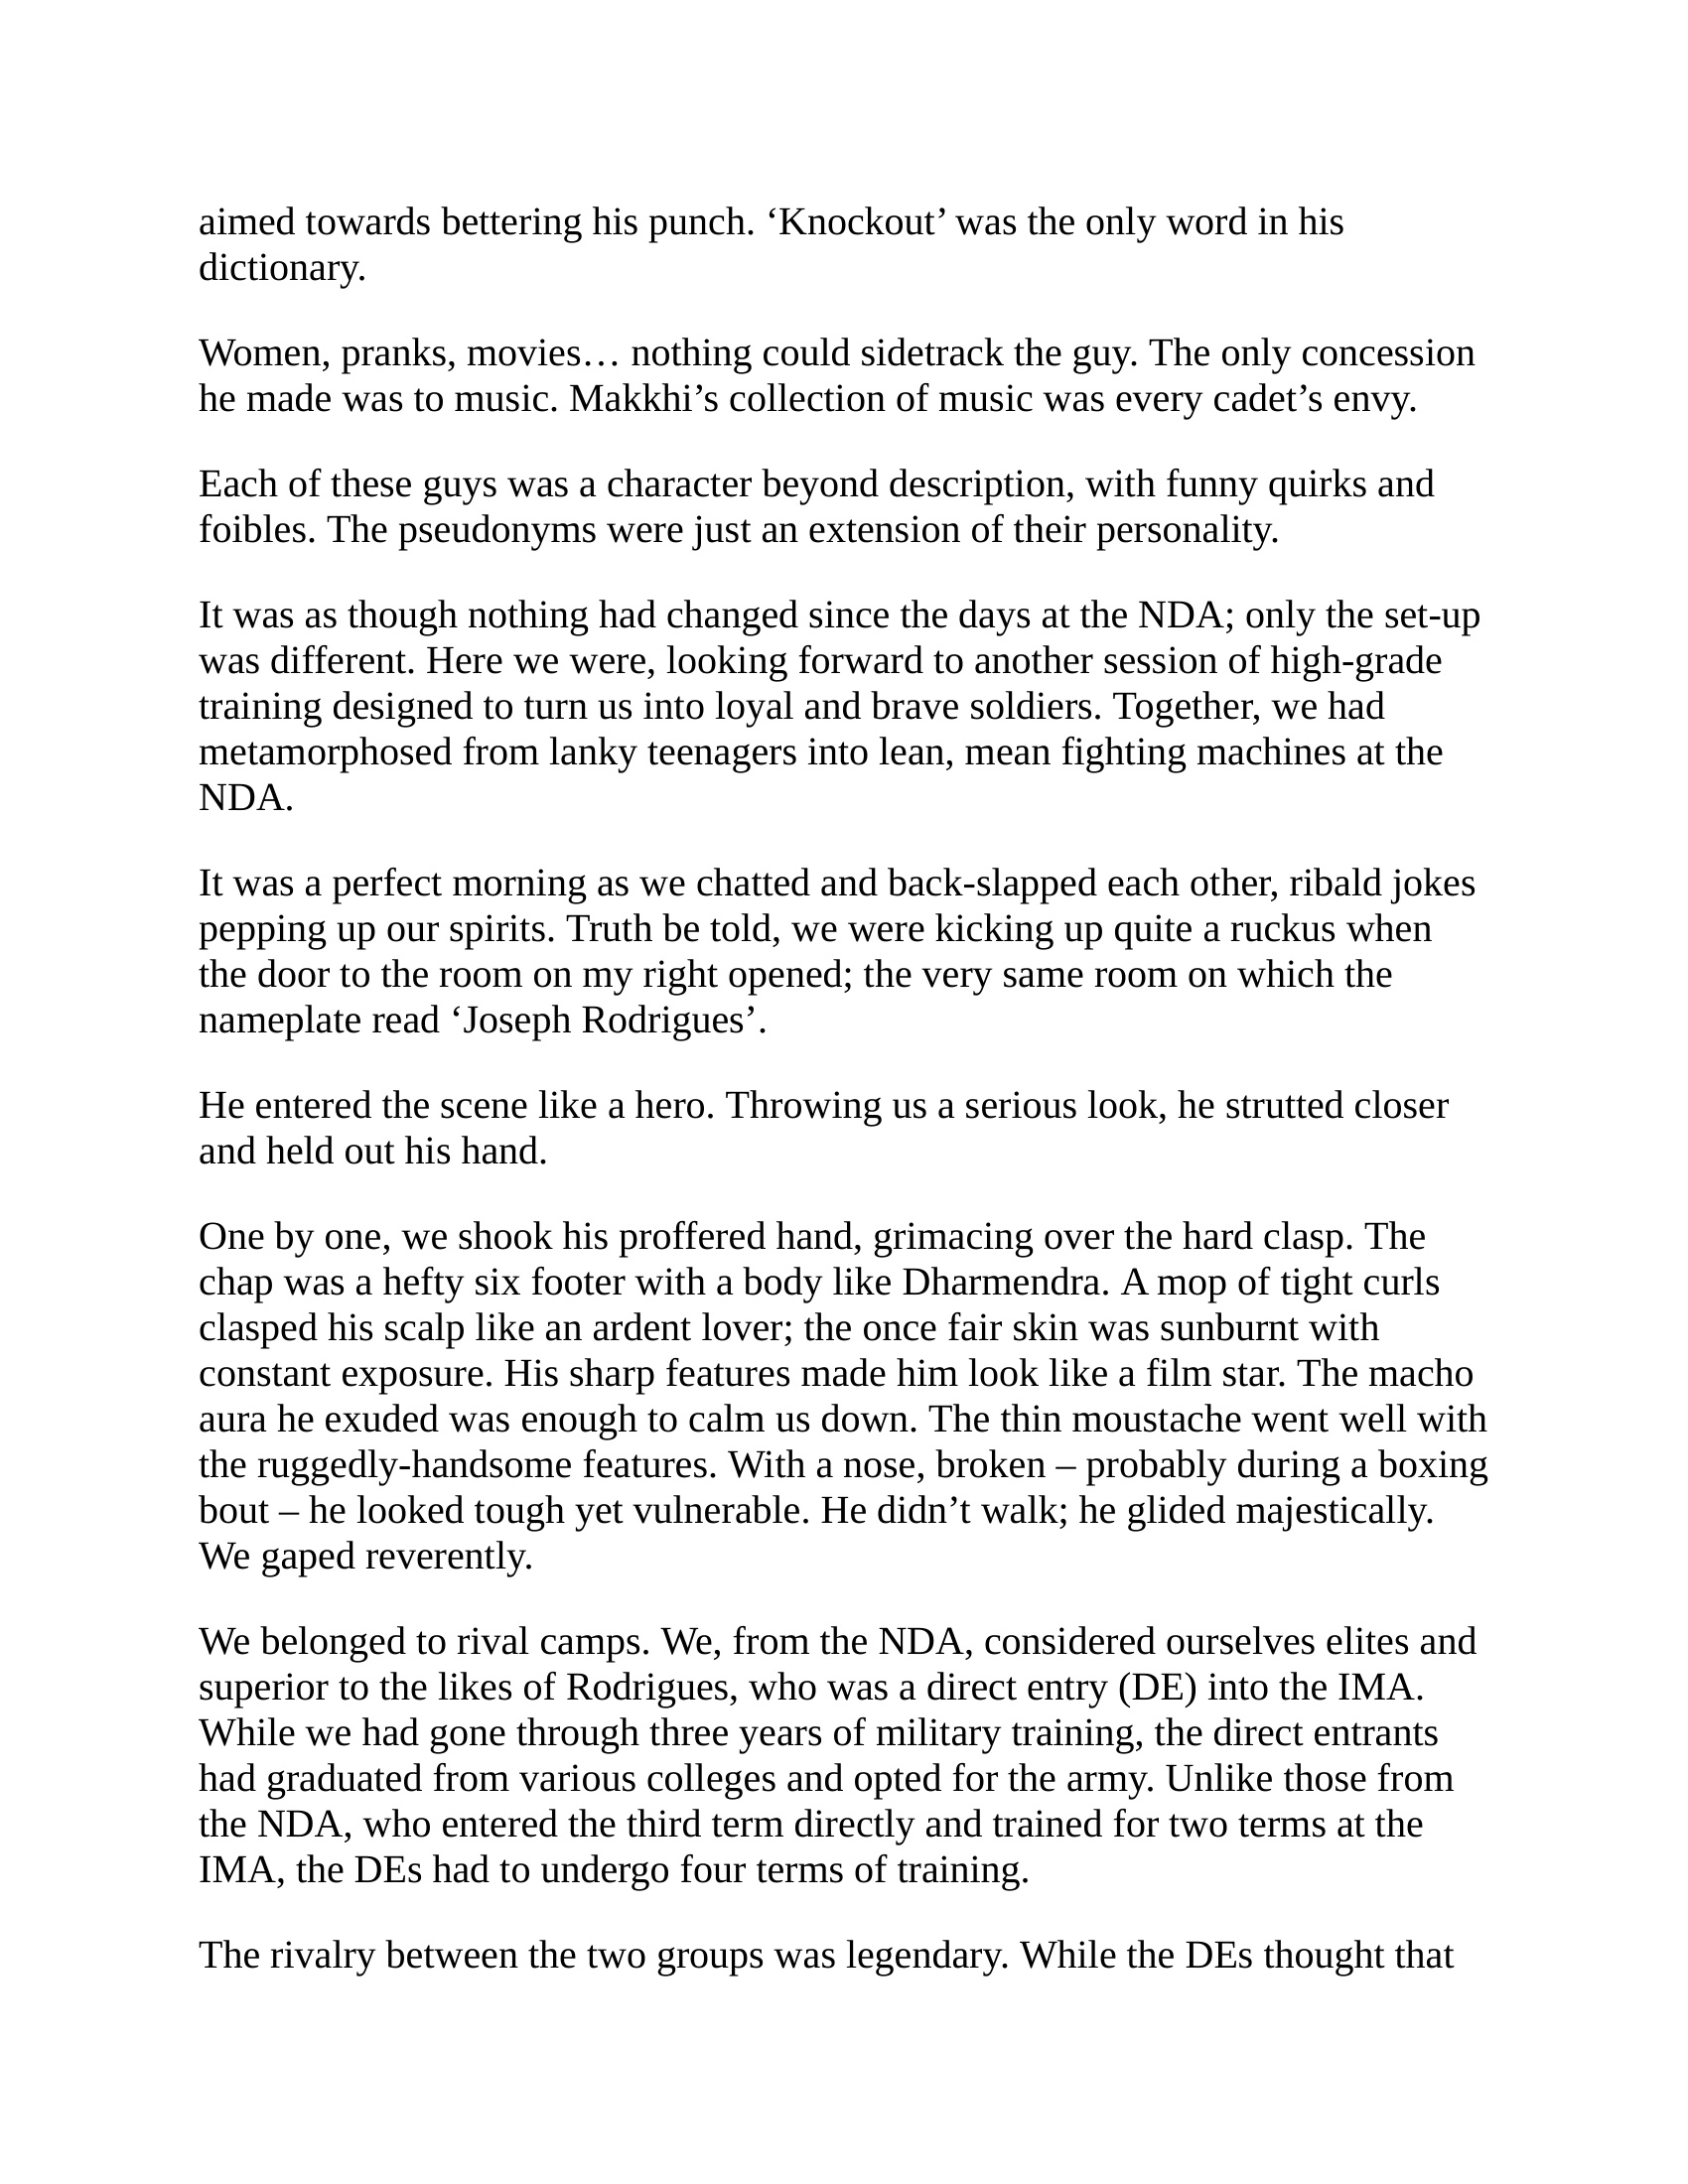 aimed towards bettering his punch. ‘Knockout’ was the only word in his
dictionary.
Women, pranks, movies… nothing could sidetrack the guy. The only concession
he made was to music. Makkhi’s collection of music was every cadet’s envy.
Each of these guys was a character beyond description, with funny quirks and
foibles. The pseudonyms were just an extension of their personality.
It was as though nothing had changed since the days at the NDA; only the set-up
was different. Here we were, looking forward to another session of high-grade
training designed to turn us into loyal and brave soldiers. Together, we had
metamorphosed from lanky teenagers into lean, mean fighting machines at the
NDA.
It was a perfect morning as we chatted and back-slapped each other, ribald jokes
pepping up our spirits. Truth be told, we were kicking up quite a ruckus when
the door to the room on my right opened; the very same room on which the
nameplate read ‘Joseph Rodrigues’.
He entered the scene like a hero. Throwing us a serious look, he strutted closer
and held out his hand.
One by one, we shook his proffered hand, grimacing over the hard clasp. The
chap was a hefty six footer with a body like Dharmendra. A mop of tight curls
clasped his scalp like an ardent lover; the once fair skin was sunburnt with
constant exposure. His sharp features made him look like a film star. The macho
aura he exuded was enough to calm us down. The thin moustache went well with
the ruggedly-handsome features. With a nose, broken – probably during a boxing
bout – he looked tough yet vulnerable. He didn’t walk; he glided majestically.
We gaped reverently.
We belonged to rival camps. We, from the NDA, considered ourselves elites and
superior to the likes of Rodrigues, who was a direct entry (DE) into the IMA.
While we had gone through three years of military training, the direct entrants
had graduated from various colleges and opted for the army. Unlike those from
the NDA, who entered the third term directly and trained for two terms at the
IMA, the DEs had to undergo four terms of training.
The rivalry between the two groups was legendary. While the DEs thought that